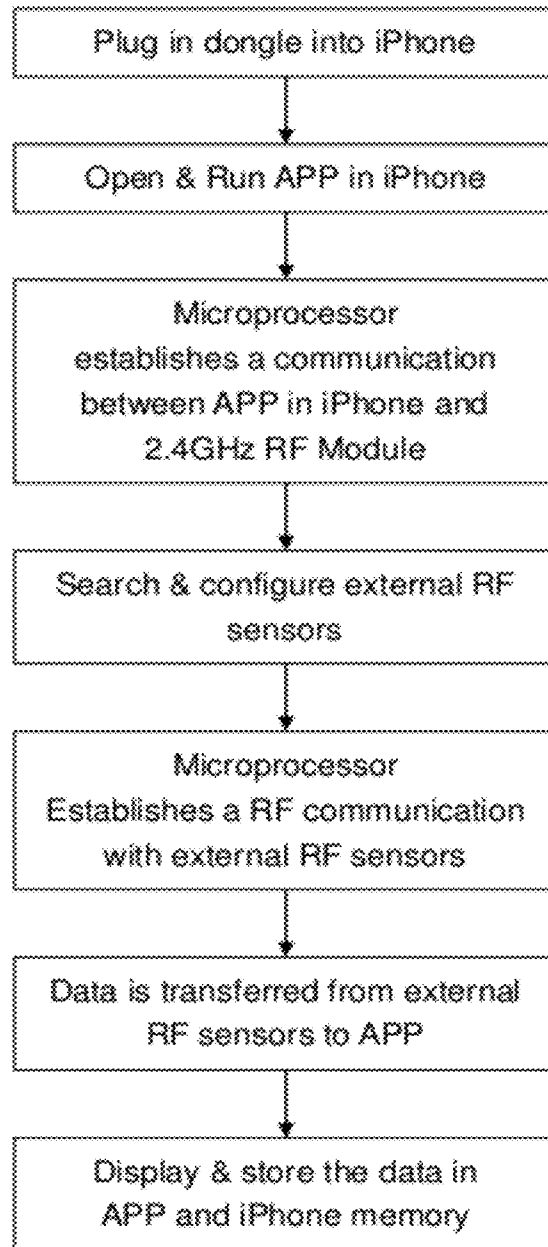 Plug in dongle into iPhone
Open & Run APP in iPhone
Microprocessor
establishes a communication
between APP in iPhone and
2.4GHz RF Module
Search & configure external RF
sensors
Microprocessor
Establishes a RF communication
with external RF sensors
Data is transferred from external
RF sensors to APP
Display & store the data in
APP and iPhone memory